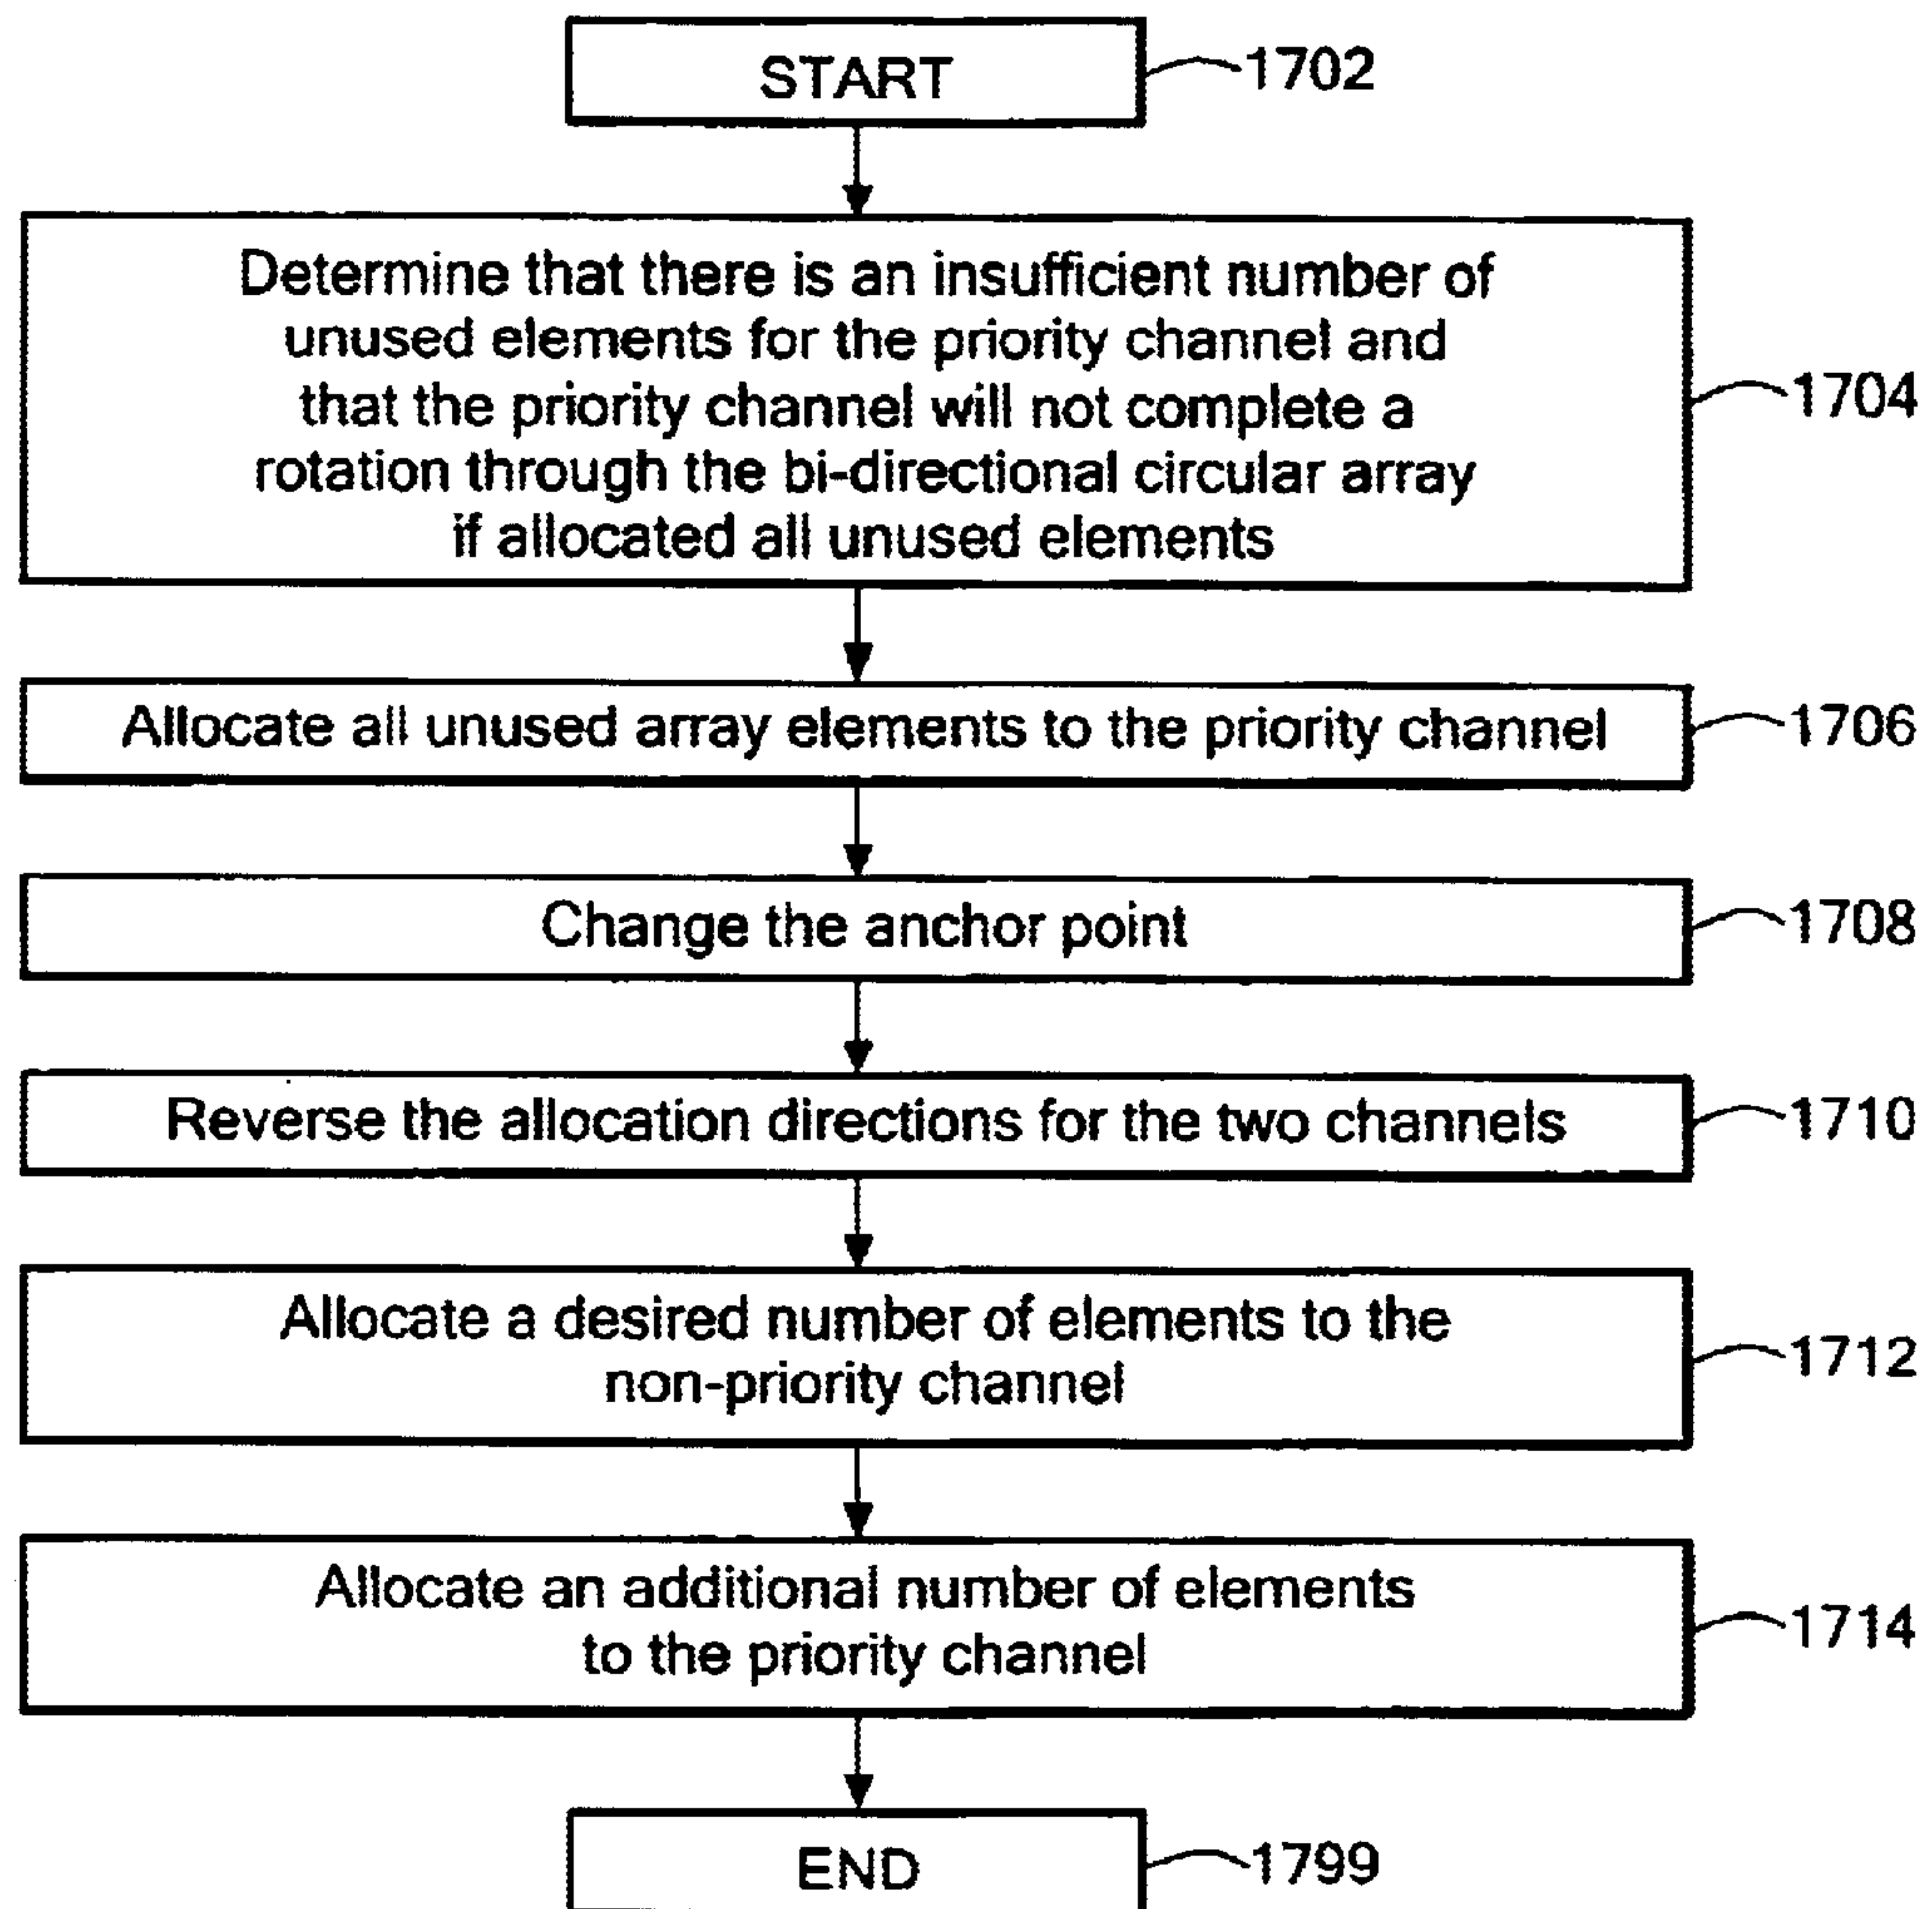 START
1702
Determine that there is an insufficient number of
unused elements for the priority channel and
that the priority channel will not complete a
rotation through the bi-directional circular array
if allocated all unused elements
1704
Allocate all unused array elements to the priority channel
1706
Change the anchor point
1708
Reverse the allocation directions for the two channels
1710
Allocate a desired number of elements to the
non-priority channel
1712
Allocate an additional number of elements
to the priority channel
1714
END
1799